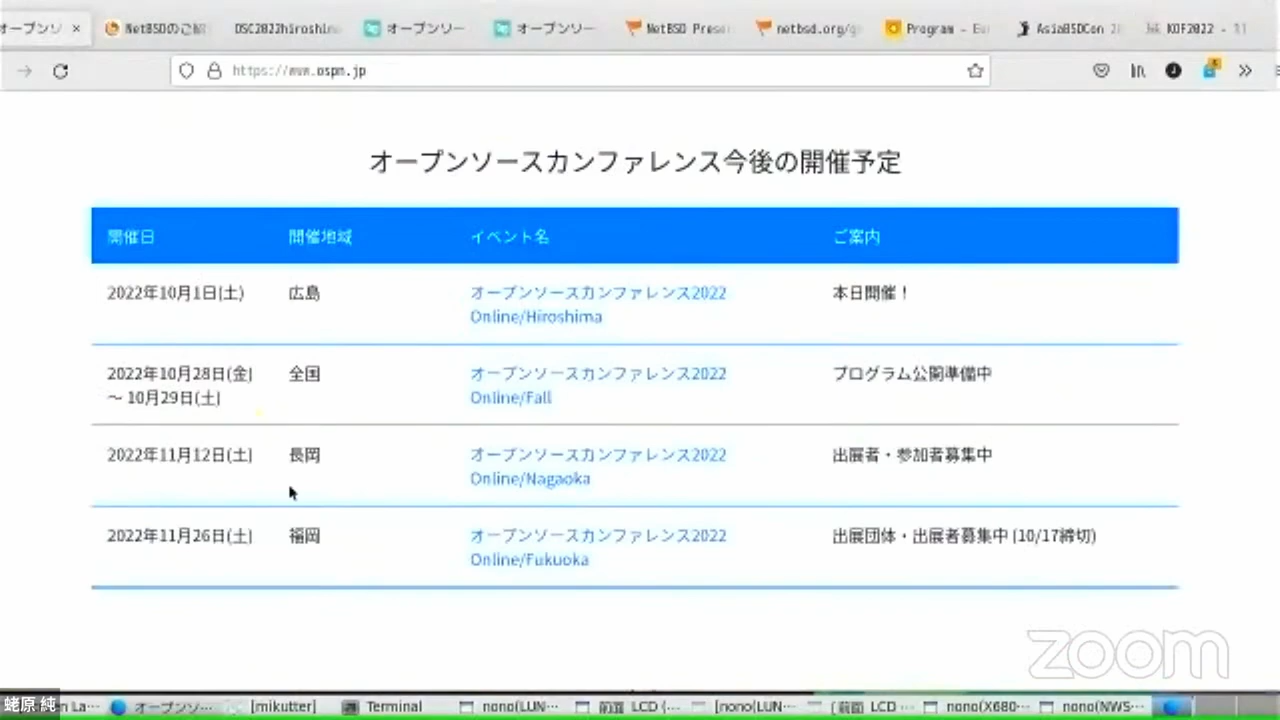 オープンソ × NetBSDのご紹 OSC2022hiroshim オープンソー オープンソー NetBSD Presen netbsd.org/g Program - Eu AsiaBSDCon 2 KOF2022 - 11
https://www.ospn.jp
オープンソースカンファレンス今後の開催予定
開催日 開催地域 イベント名 ご案内
2022年10月1日(土) 広島 オープンソースカンファレンス2022 本日開催！
Online/Hiroshima
2022年10月28日(金) 全国 オープンソースカンファレンス2022 プログラム公開準備中
～ 10月29日(土) Online/Fall
2022年11月12日(土) 長岡 オープンソースカンファレンス2022 出展者・参加者募集中
Online/Nagaoka
2022年11月26日(土) 福岡 オープンソースカンファレンス2022 出展団体・出展者募集中 (10/17締切)
Online/Fukuoka
zoom
蛯原 純 n La… オープンソ… [mikutter] Terminal nono(LUN… 前面 LCD (… [nono(LUN… [前面 LCD … nono(X680… nono(NWS…